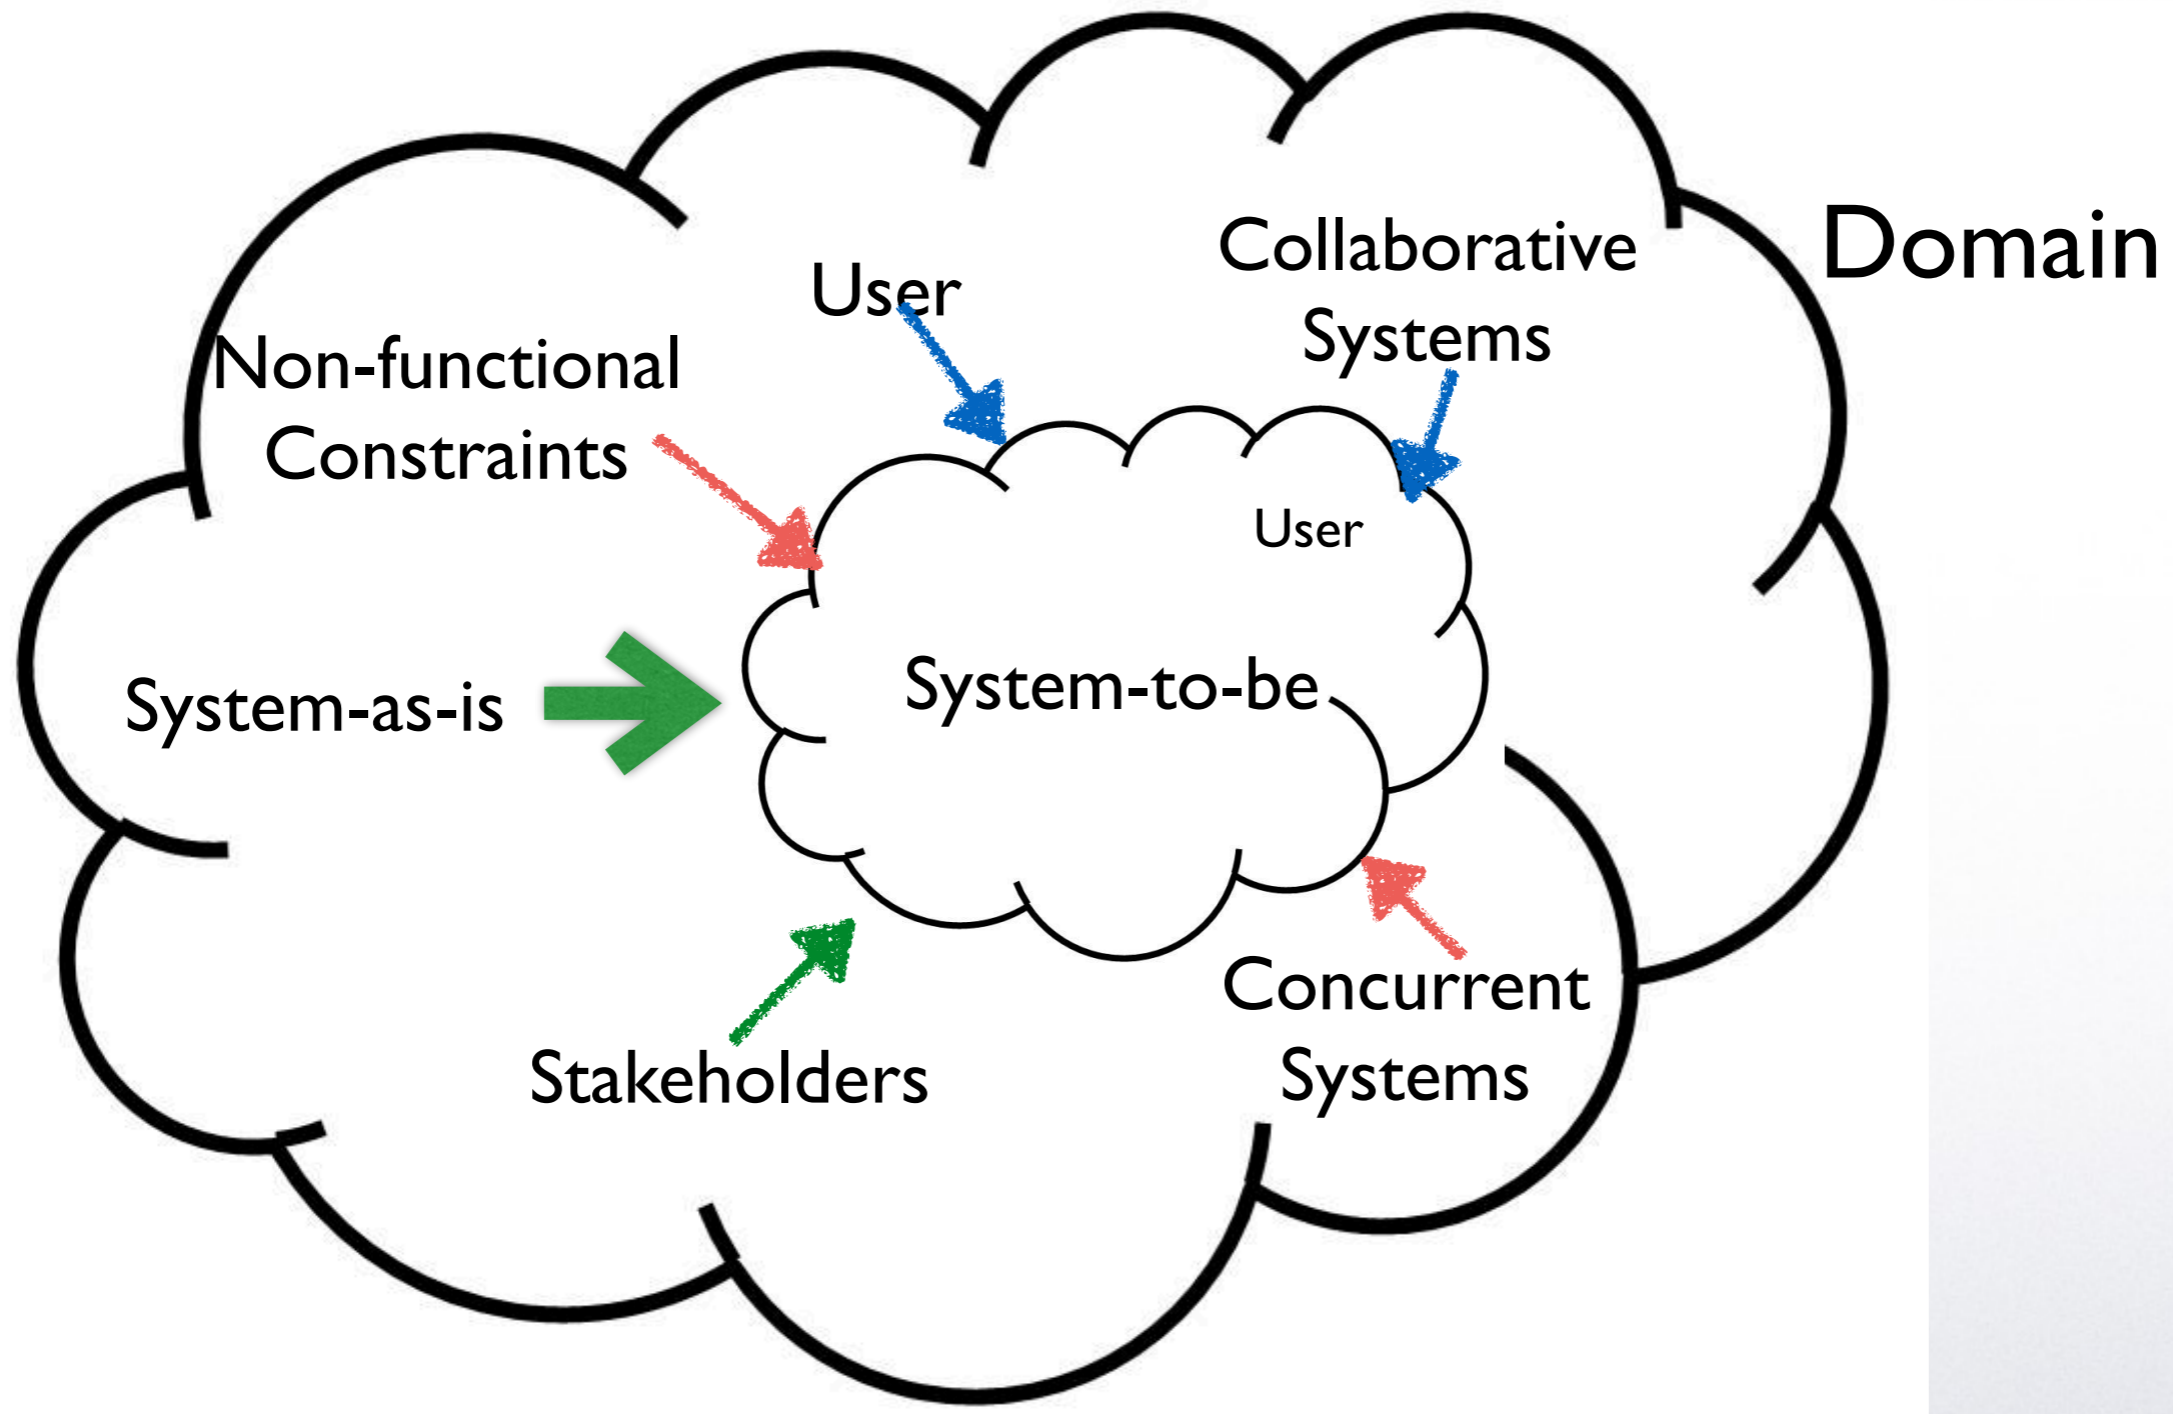 Domain
Collaborative
Systems
User
Non-functional
Constraints
User
System-as-is
System-to-be
Concurrent
Systems
Stakeholders